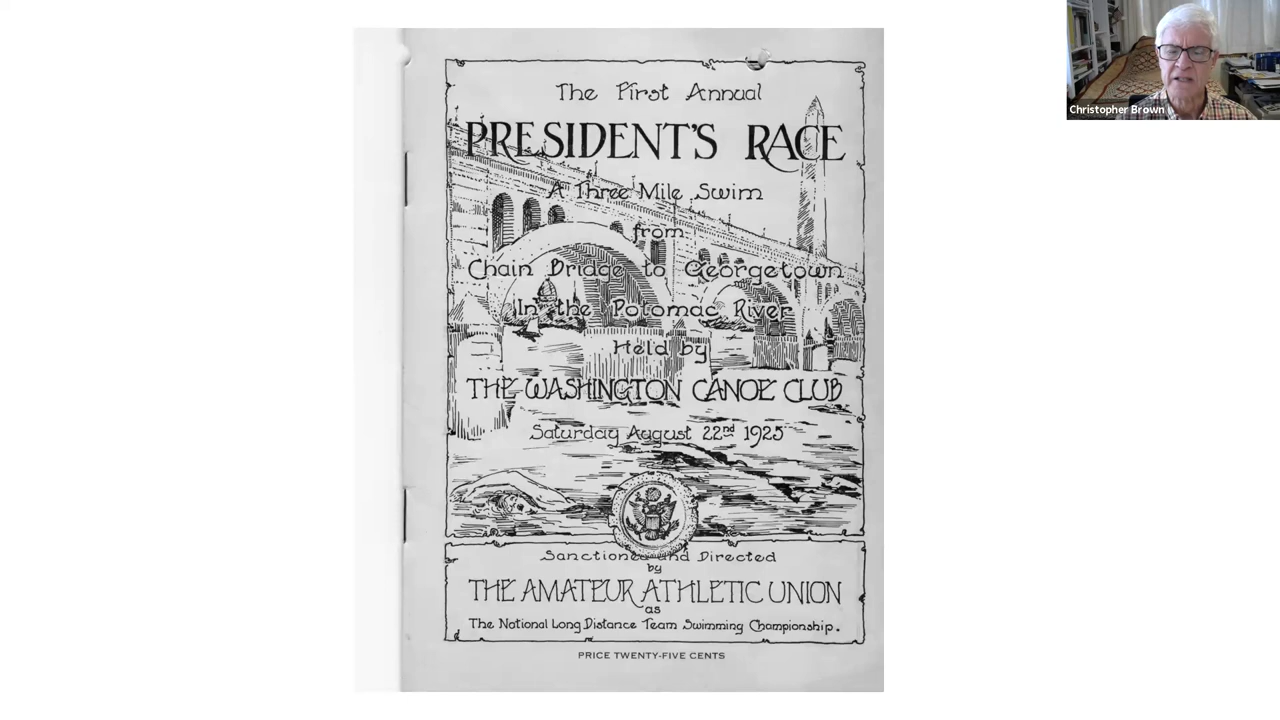 The First Annual
PRESIDENT'S RACE
A Three Mile Swim
from
Chain Bridge to Georgetown
In the Potomac River
Held by
THE WASHINGTON CANOE CLUB
Saturday August 22nd 1925
Sanctioned and Directed
by
THE AMATEUR ATHLETIC UNION
as
The National Long Distance Team Swimming Championship.
PRICE TWENTY-FIVE CENTS
Christopher Brown